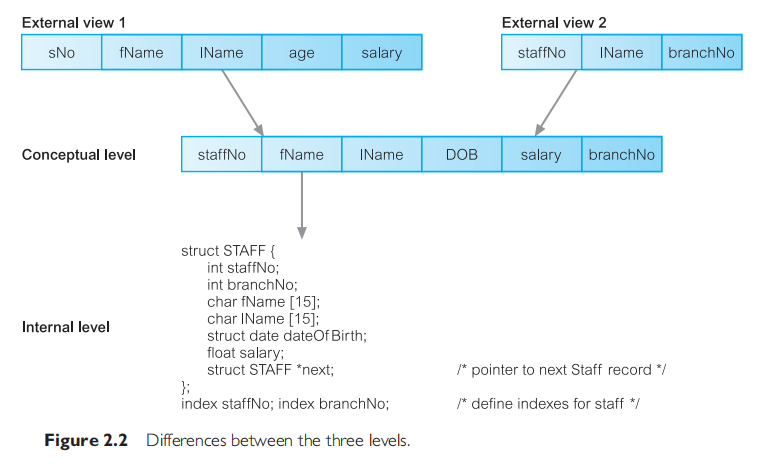 External view 1
External view 2
sNo fName lName age salary
staffNo lName branchNo
Conceptual level
staffNo fName lName DOB salary branchNo
Internal level
struct STAFF {
int staffNo;
int branchNo;
char fName [15];
char lName [15];
struct date dateOfBirth;
float salary;
struct STAFF *next; /* pointer to next Staff record */
};
index staffNo; index branchNo; /* define indexes for staff */
Figure 2.2 Differences between the three levels.